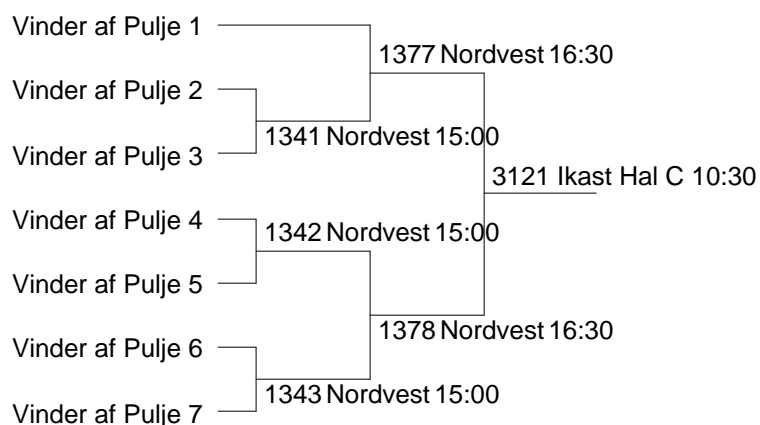 Vinder af Pulje 1
1377 Nordvest 16:30
Vinder af Pulje 2
1341 Nordvest 15:00
Vinder af Pulje 3
3121 Ikast Hal C 10:30
Vinder af Pulje 4
1342 Nordvest 15:00
Vinder af Pulje 5
1378 Nordvest 16:30
Vinder af Pulje 6
1343 Nordvest 15:00
Vinder af Pulje 7